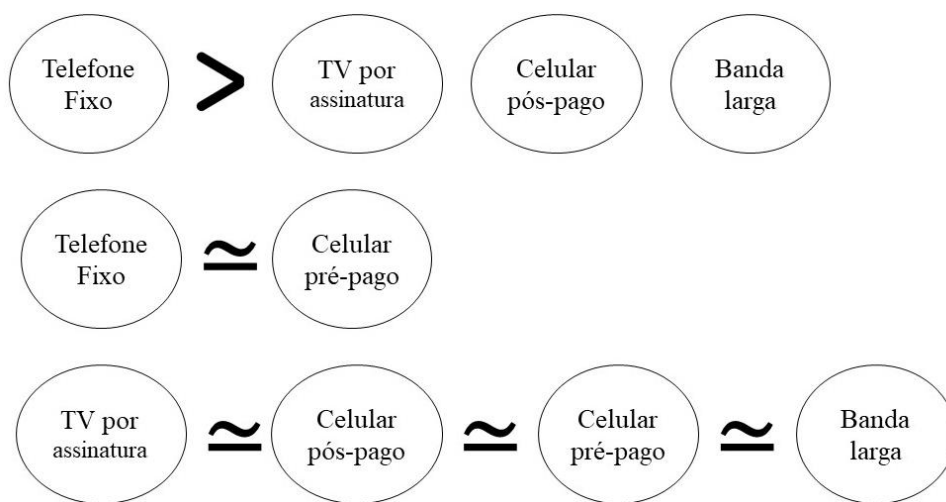 Telefone
Fixo
>
TV por
assinatura
Celular
pós-pago
Banda
larga
Telefone
Fixo
≃
Celular
pré-pago
TV por
assinatura
≃
Celular
pós-pago
≃
Celular
pré-pago
≃
Banda
larga